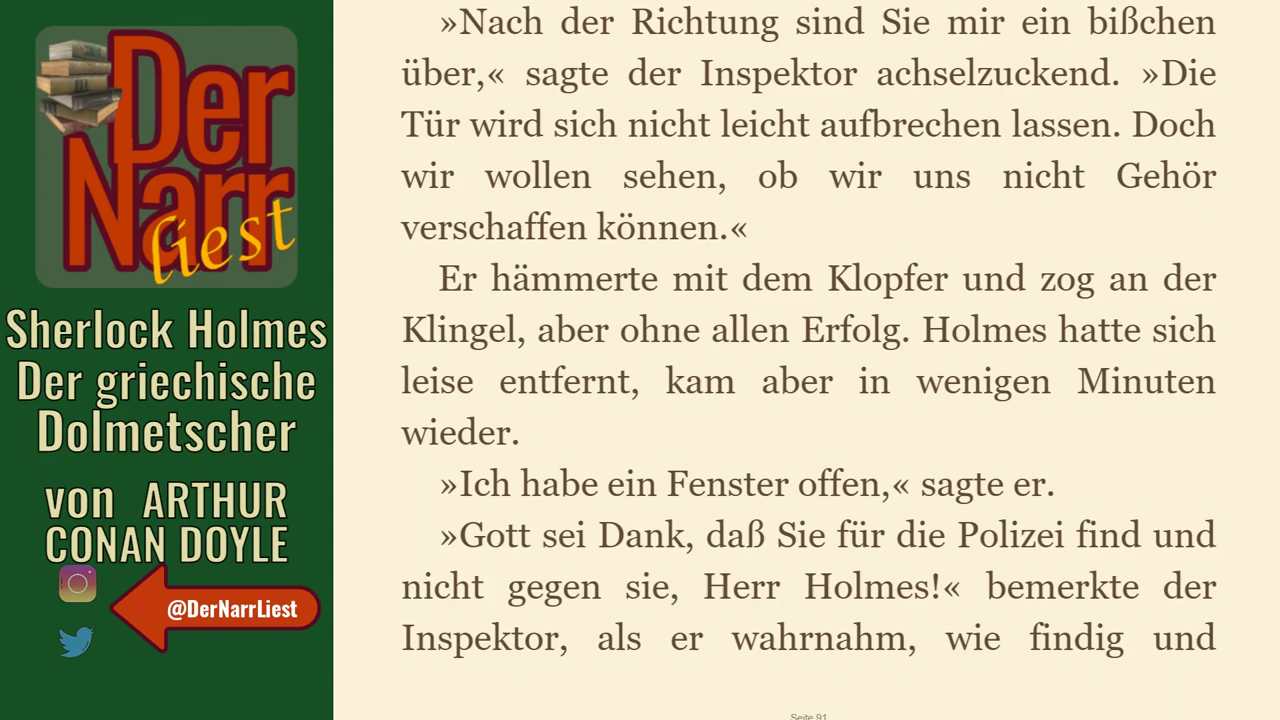 Der
Narr
liest
Sherlock Holmes
Der griechische
Dolmetscher
von ARTHUR
CONAN DOYLE
@DerNarrLiest
»Nach der Richtung sind Sie mir ein bißchen
über,« sagte der Inspektor achselzuckend. »Die
Tür wird sich nicht leicht aufbrechen lassen. Doch
wir wollen sehen, ob wir uns nicht Gehör
verschaffen können.«
Er hämmerte mit dem Klopfer und zog an der
Klingel, aber ohne allen Erfolg. Holmes hatte sich
leise entfernt, kam aber in wenigen Minuten
wieder.
»Ich habe ein Fenster offen,« sagte er.
»Gott sei Dank, daß Sie für die Polizei find und
nicht gegen sie, Herr Holmes!« bemerkte der
Inspektor, als er wahrnahm, wie findig und
Seite 91